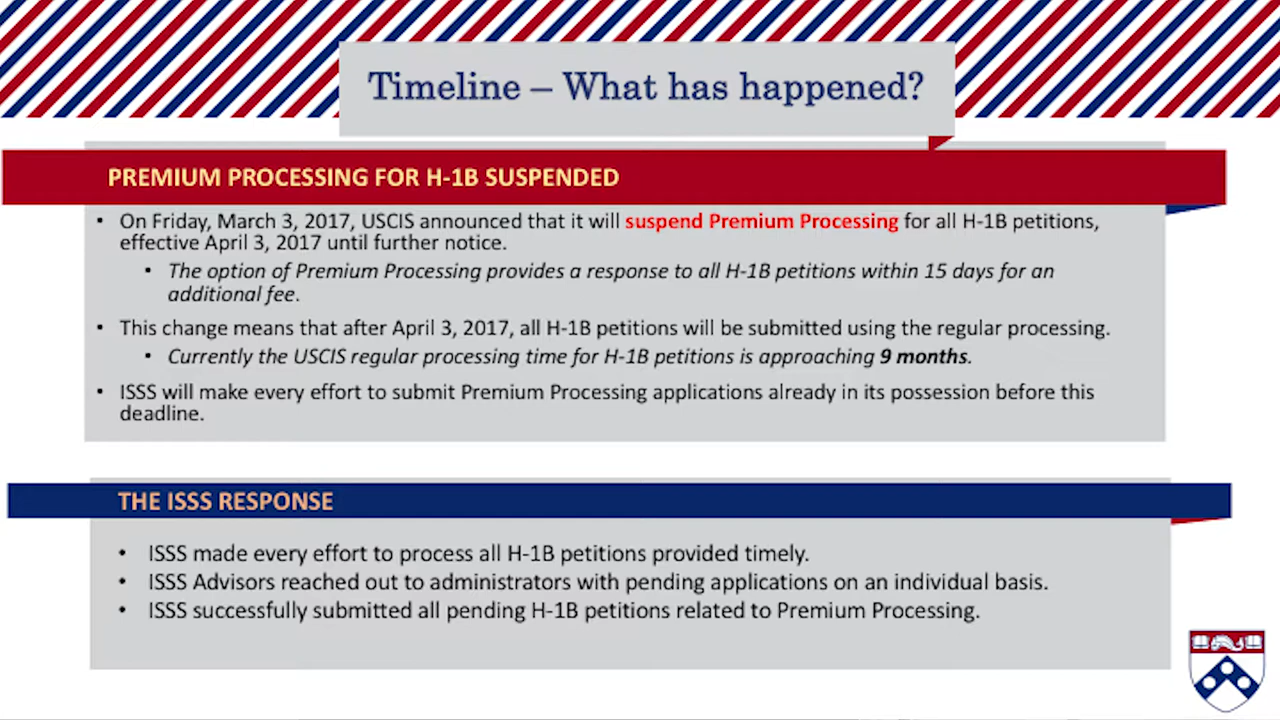 Timeline – What has happened?
PREMIUM PROCESSING FOR H-1B SUSPENDED
• On Friday, March 3, 2017, USCIS announced that it will suspend Premium Processing for all H-1B petitions,
effective April 3, 2017 until further notice.
• The option of Premium Processing provides a response to all H-1B petitions within 15 days for an
additional fee.
• This change means that after April 3, 2017, all H-1B petitions will be submitted using the regular processing.
• Currently the USCIS regular processing time for H-1B petitions is approaching 9 months.
• ISSS will make every effort to submit Premium Processing applications already in its possession before this
deadline.
THE ISSS RESPONSE
• ISSS made every effort to process all H-1B petitions provided timely.
• ISSS Advisors reached out to administrators with pending applications on an individual basis.
• ISSS successfully submitted all pending H-1B petitions related to Premium Processing.